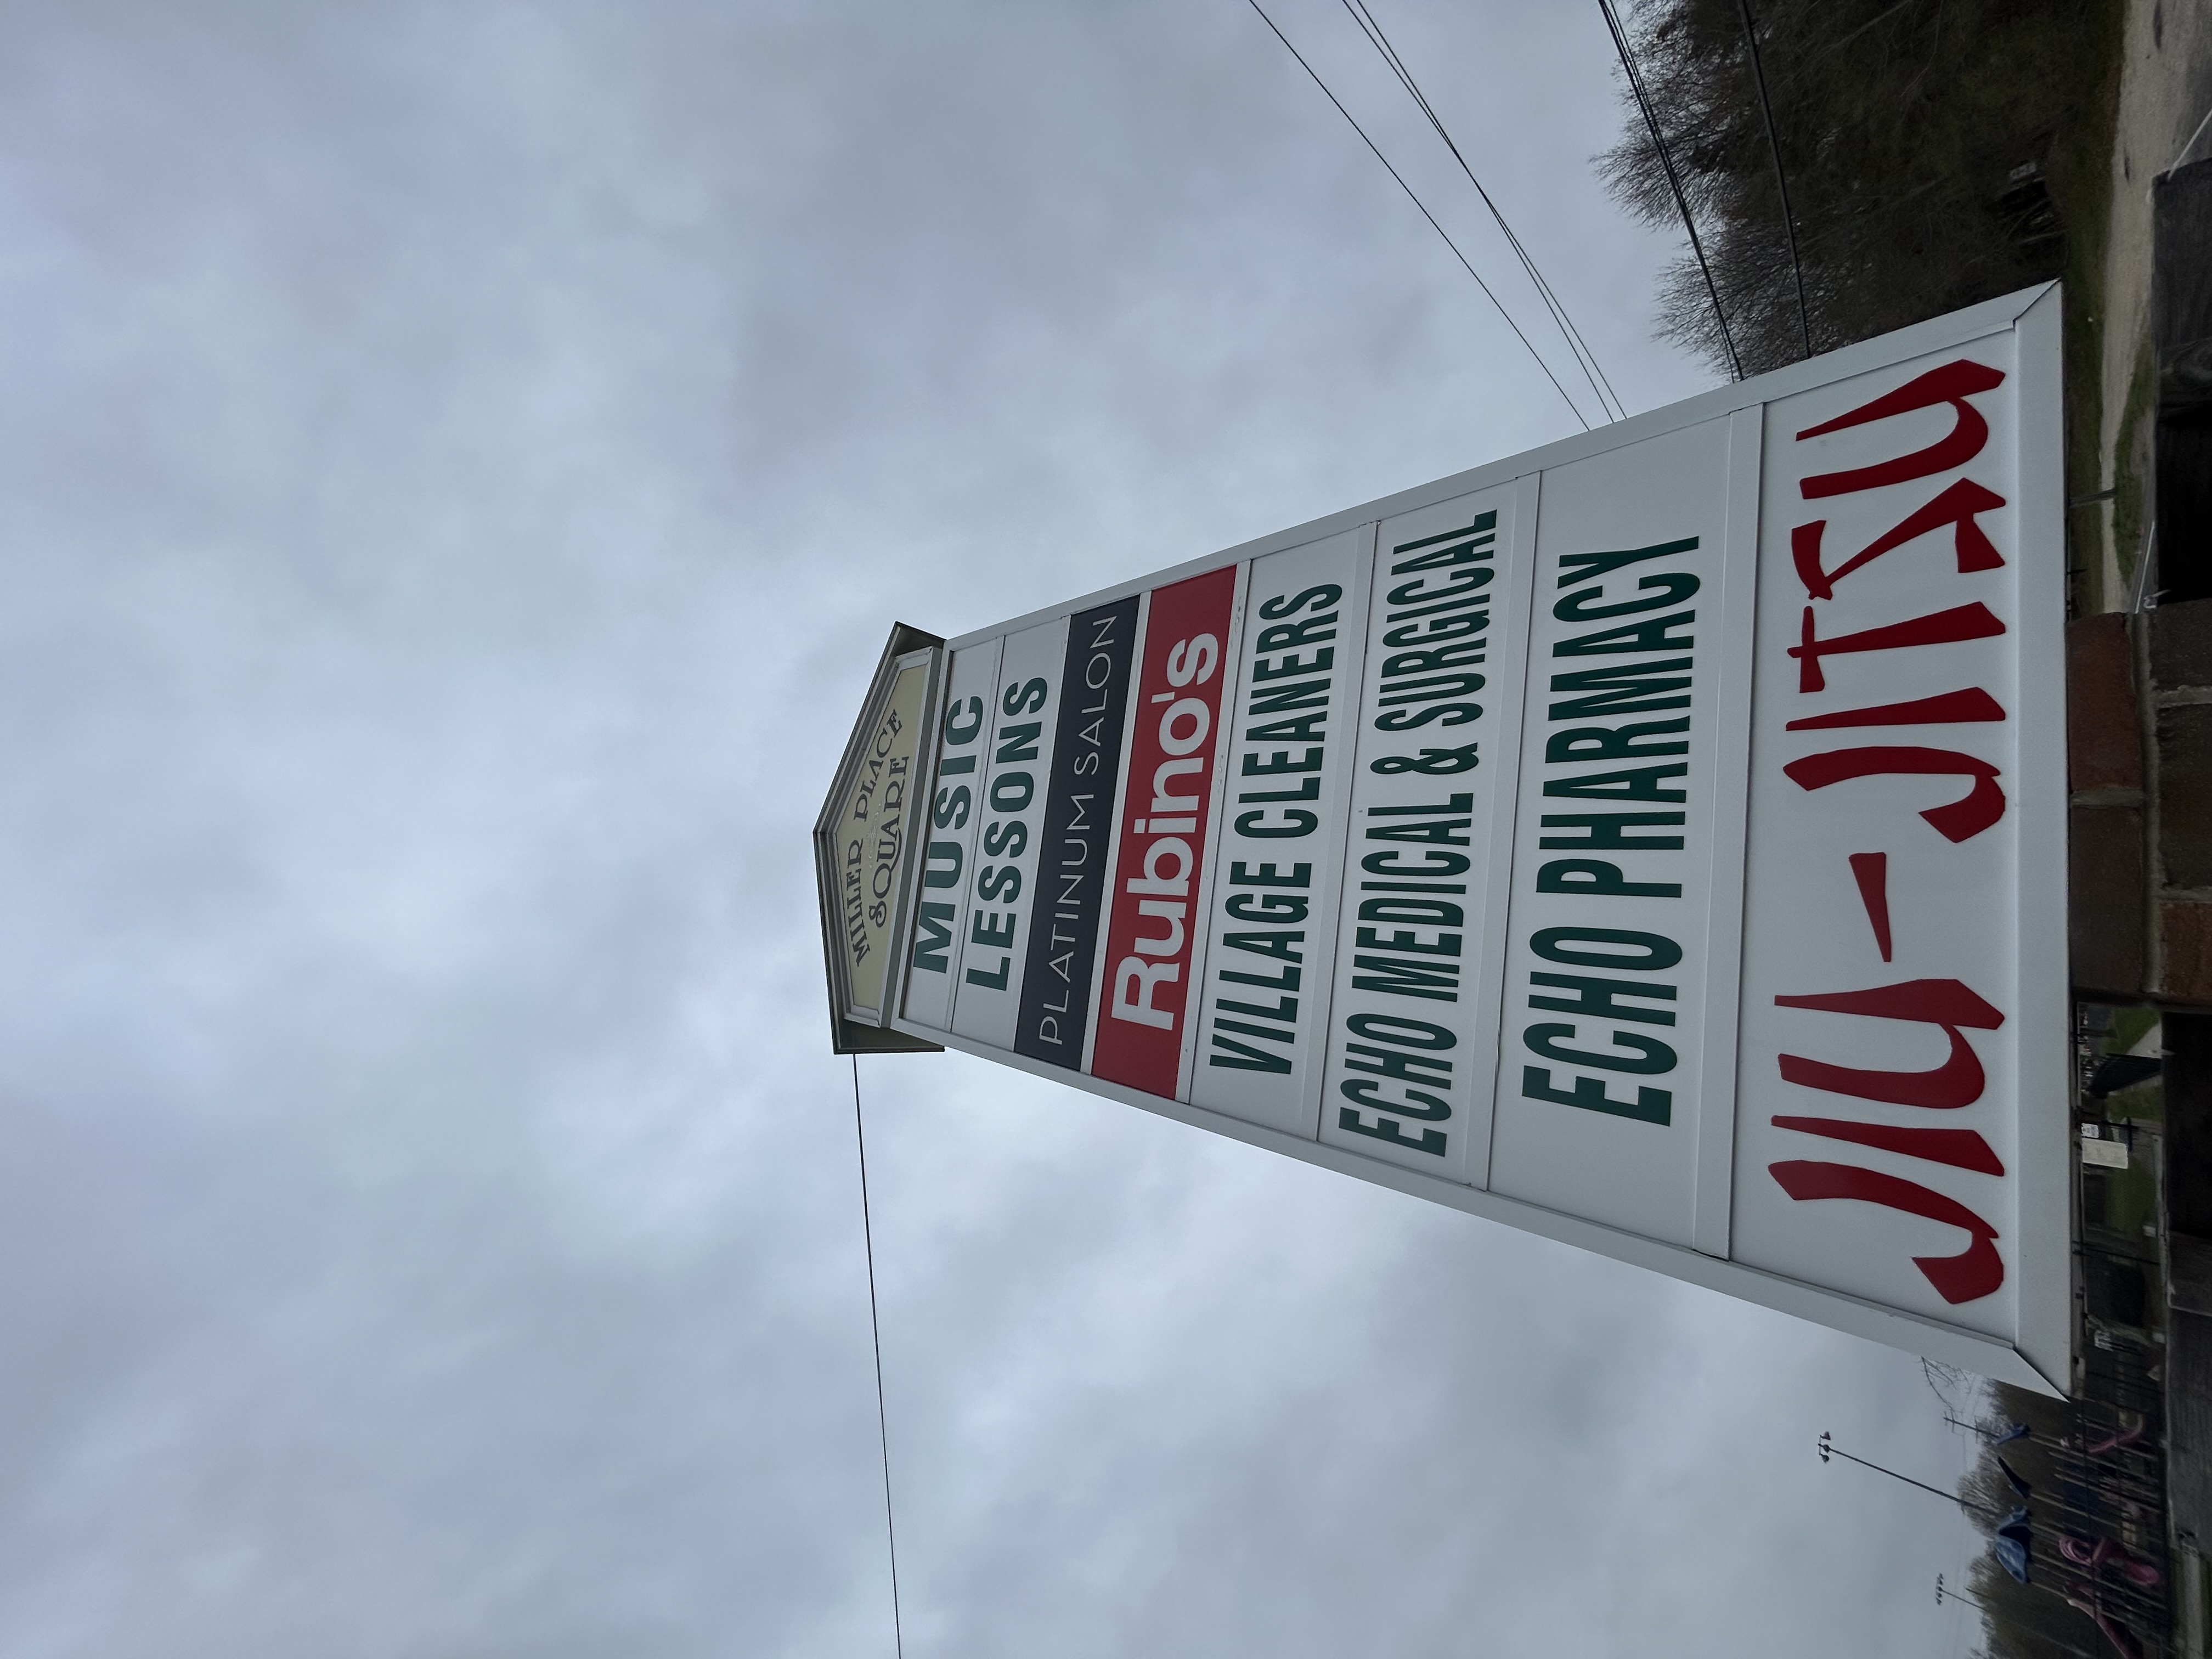 MILLER PLACE
SQUARE
MUSIC
LESSONS
PLATINUM SALON
Rubino's
VILLAGE CLEANERS
ECHO MEDICAL & SURGICAL
ECHO PHARMACY
JIU-JITSU